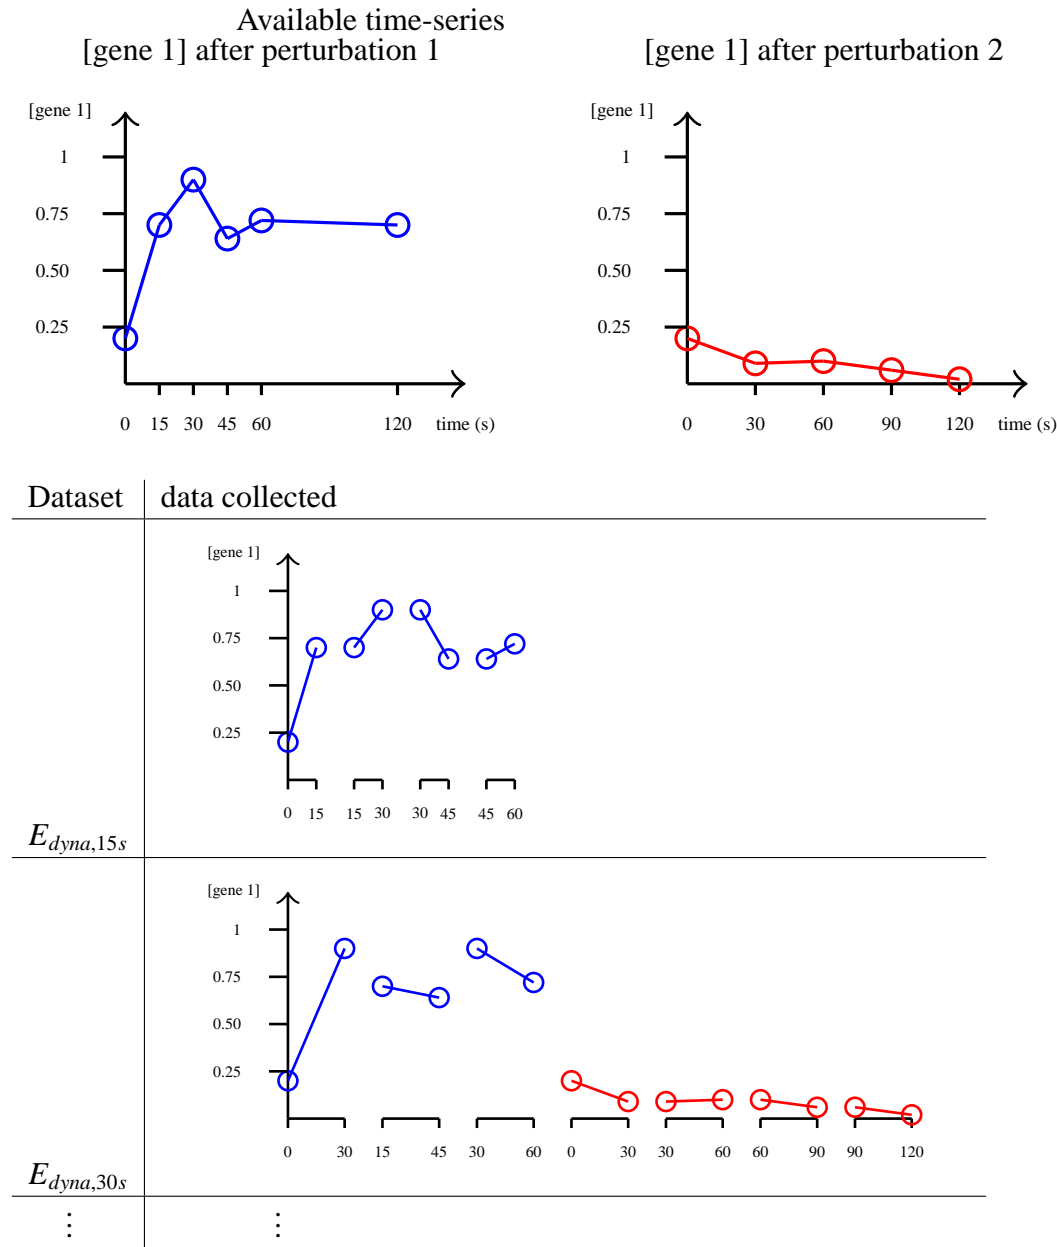 Available time-series
[gene 1] after perturbation 1 [gene 1] after perturbation 2
[gene 1] [gene 1]
1 1
0.75 0.75
0.50 0.50
0.25 0.25
0 15 30 45 60 120 time (s) 0 30 60 90 120 time (s)
Dataset data collected
[gene 1]
1
0.75
0.50
0.25
0 15 15 30 30 45 45 60
E_{dyna,15s}
[gene 1]
1
0.75
0.50
0.25
0 30 15 45 30 60 0 30 30 60 60 90 90 120
E_{dyna,30s}
⋮ ⋮